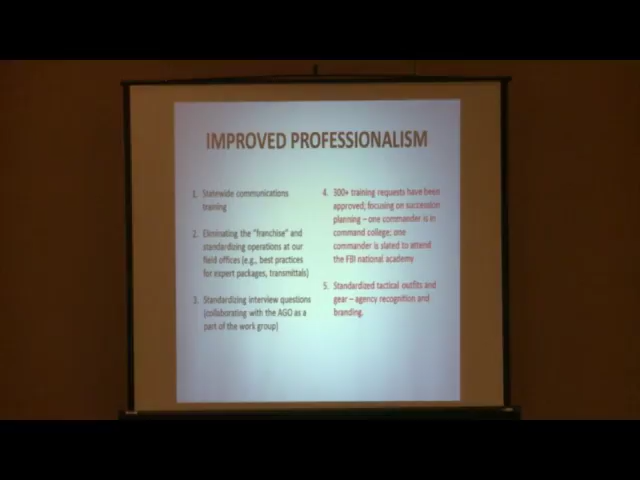 IMPROVED PROFESSIONALISM
1. Statewide communications
training
2. Eliminating the "franchise" and
standardizing operations at our
field offices (e.g., best practices
for expert packages, transmittals)
3. Standardizing interview questions
(collaborating with the AGO as a
part of the work group)
4. 300+ training requests have been
approved, focusing on succession
planning – one commander is in
command college; one
commander is slated to attend
the FBI national academy
5. Standardized tactical outfits and
gear – agency recognition and
branding.